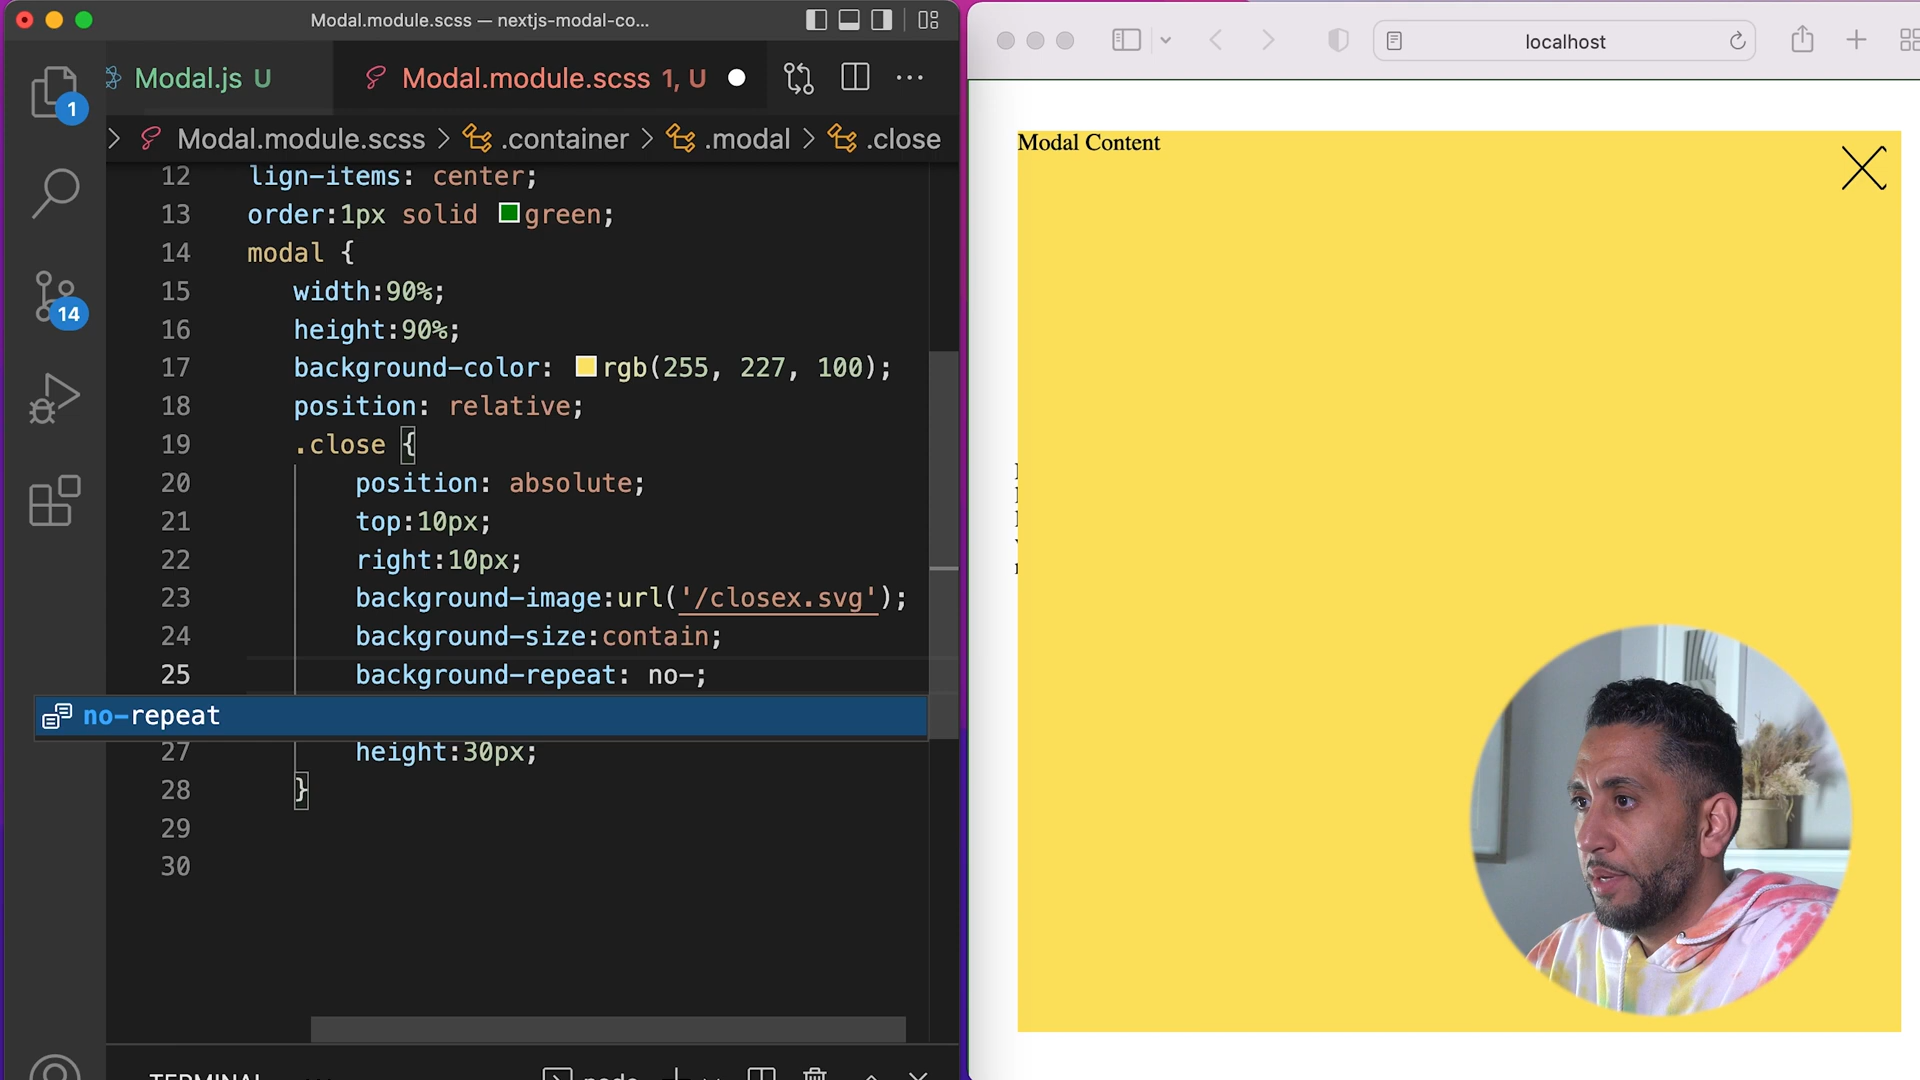 Modal.module.scss — nextjs-modal-co...
Modal.js U
Modal.module.scss 1, U
1
14
Modal.module.scss > .container > .modal > .close
12 lign-items: center;
13 order:1px solid green;
14 modal {
15 width:90%;
16 height:90%;
17 background-color: rgb(255, 227, 100);
18 position: relative;
19 .close {
20 position: absolute;
21 top:10px;
22 right:10px;
23 background-image:url('/closex.svg');
24 background-size:contain;
25 background-repeat: no-;
no-repeat
27 height:30px;
28 }
29
30
TERMINAL
node
localhost
Modal Content